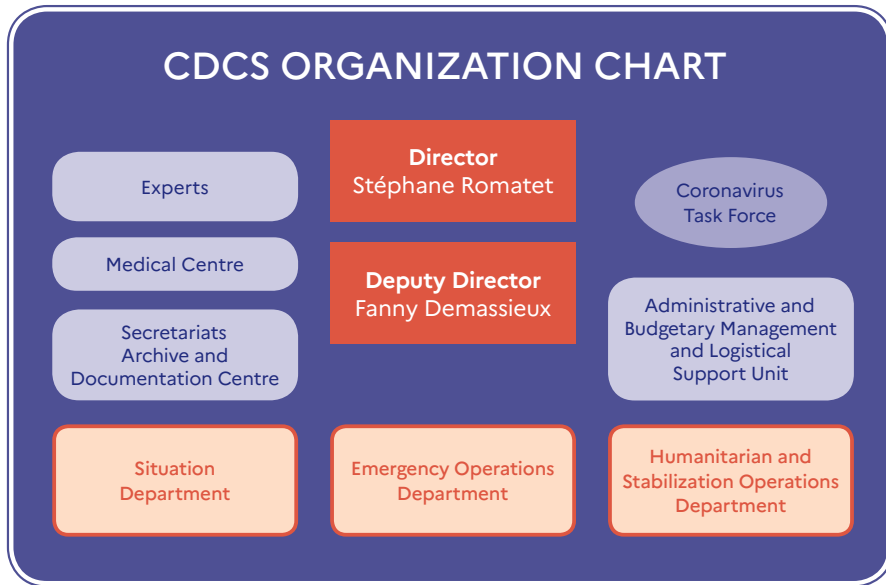 CDCS ORGANIZATION CHART
Experts
Medical Centre
Secretariats
Archive and
Documentation Centre
Director
Stéphane Romatet
Deputy Director
Fanny Demassieux
Coronavirus
Task Force
Administrative and
Budgetary Management
and Logistical
Support Unit
Situation
Department
Emergency Operations
Department
Humanitarian and
Stabilization Operations
Department